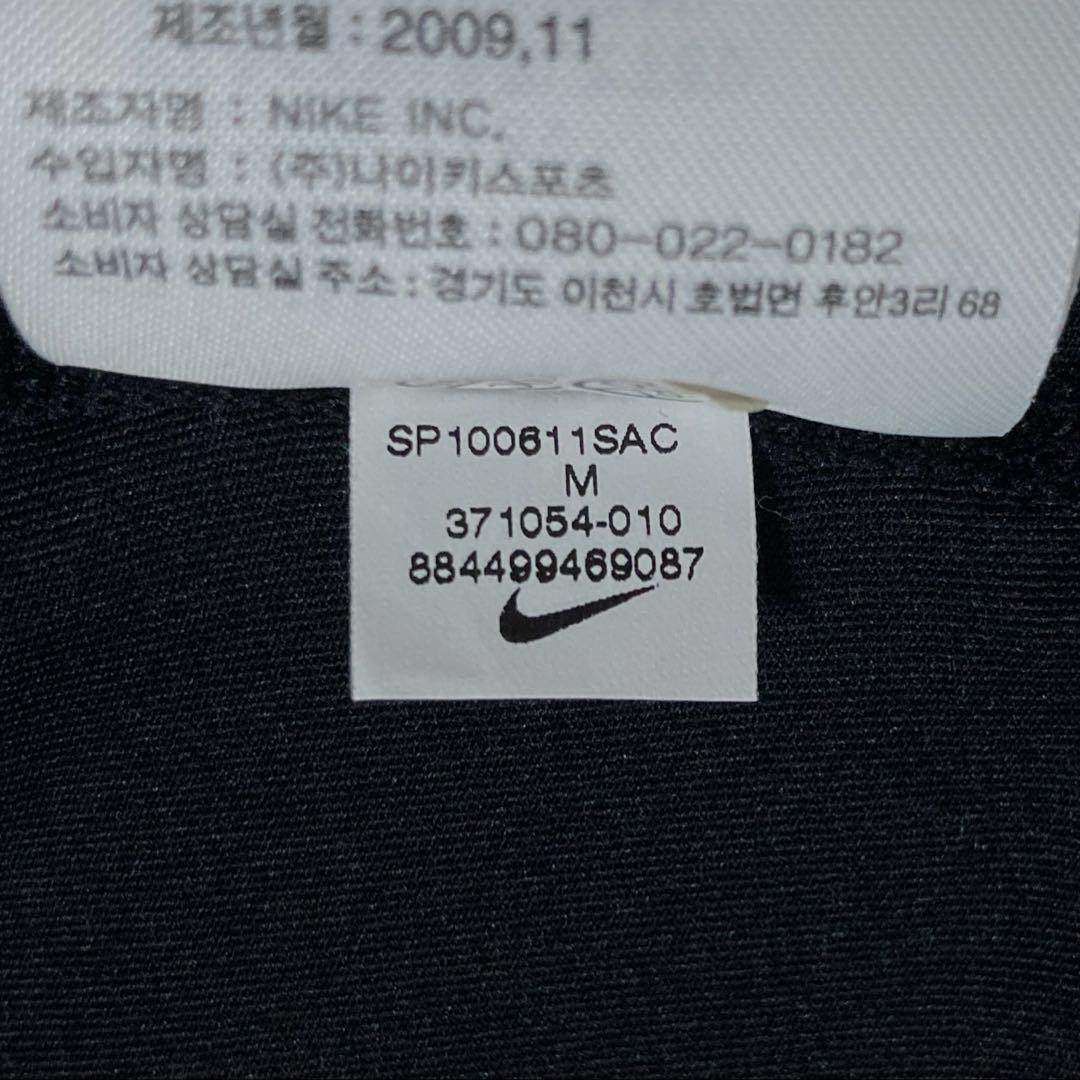 제조년월 : 2009,11
제조자명 : NIKE INC.
수입자명 : (주)나이키스포츠
소비자 상담실 전화번호 : 080-022-0182
소비자 상담실 주소 : 경기도 이천시 호법면 후안3리 68
SP100611SAC
M
371054-010
884499469087